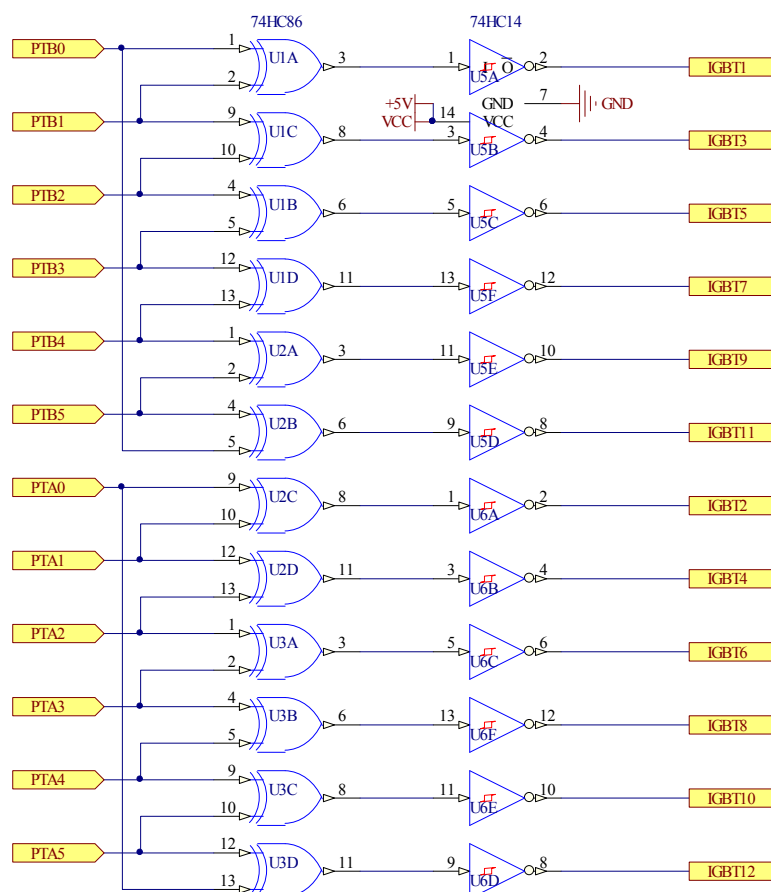 74HC86 74HC14
PTB0 1 U1A 3 1 U5A I O 2 IGBT1
2
+5V GND 7 GND
PTB1 9 U1C 8 VCC 14 VCC
3 U5B 4 IGBT3
10
PTB2 4 U1B 6 5 U5C 6 IGBT5
5
PTB3 12 U1D 11 13 U5F 12 IGBT7
13
PTB4 1 U2A 3 11 U5E 10 IGBT9
2
PTB5 4 U2B 6 9 U5D 8 IGBT11
5
PTA0 9 U2C 8 1 U6A 2 IGBT2
10
PTA1 12 U2D 11 3 U6B 4 IGBT4
13
PTA2 1 U3A 3 5 U6C 6 IGBT6
2
PTA3 4 U3B 6 13 U6F 12 IGBT8
5
PTA4 9 U3C 8 11 U6E 10 IGBT10
10
PTA5 12 U3D 11 9 U6D 8 IGBT12
13